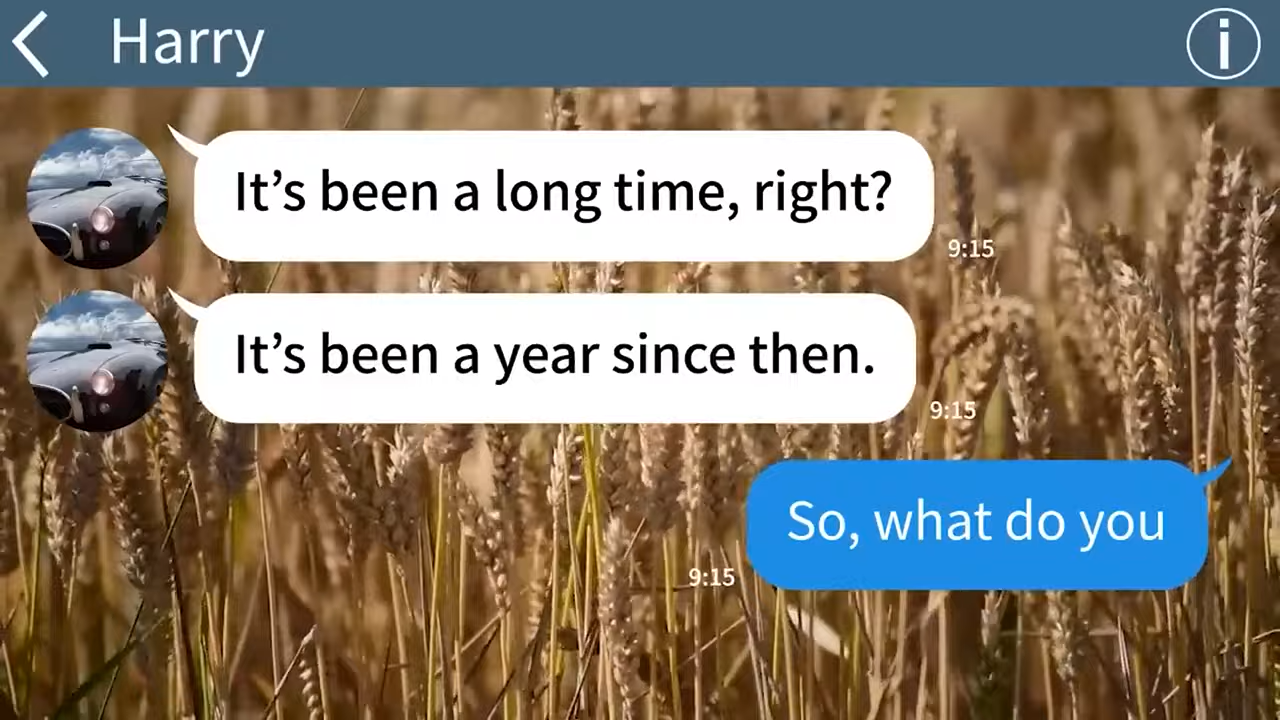 Harry
It’s been a long time, right?
9:15
It’s been a year since then.
9:15
So, what do you
9:15